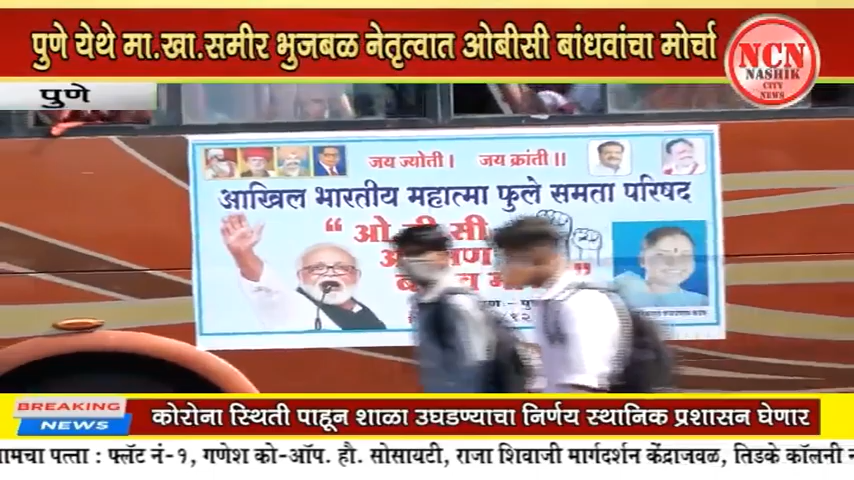 पुणे येथे मा.खा.समीर भुजबळ नेतृत्वात ओबीसी बांधवांचा मोर्चा
NCN
NASHIK
CITY
NEWS
पुणे
जय ज्योती। जय क्रांती॥
आखिल भारतीय महात्मा फुले समता परिषद
"ओ.बी.सी
BREAKING
NEWS
कोरोना स्थिती पाहून शाळा उघडण्याचा निर्णय स्थानिक प्रशासन घेणार
पत्ता : फ्लॅट नं-१, गणेश को-ऑप. हौ. सोसायटी, राजा शिवाजी मार्गदर्शन केंद्राजवळ, तिडके कॉलनी